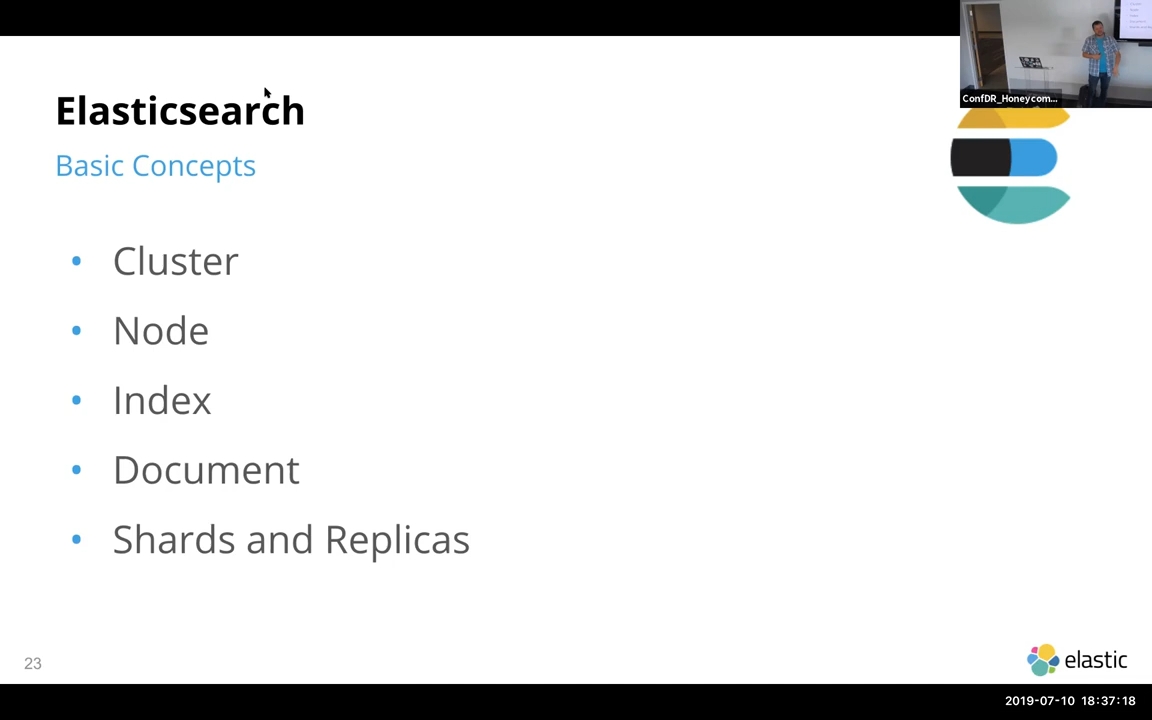 ConfDR_Honeycom...
Elasticsearch
Basic Concepts
• Cluster
• Node
• Index
• Document
• Shards and Replicas
23
elastic
2019-07-10 18:37:18